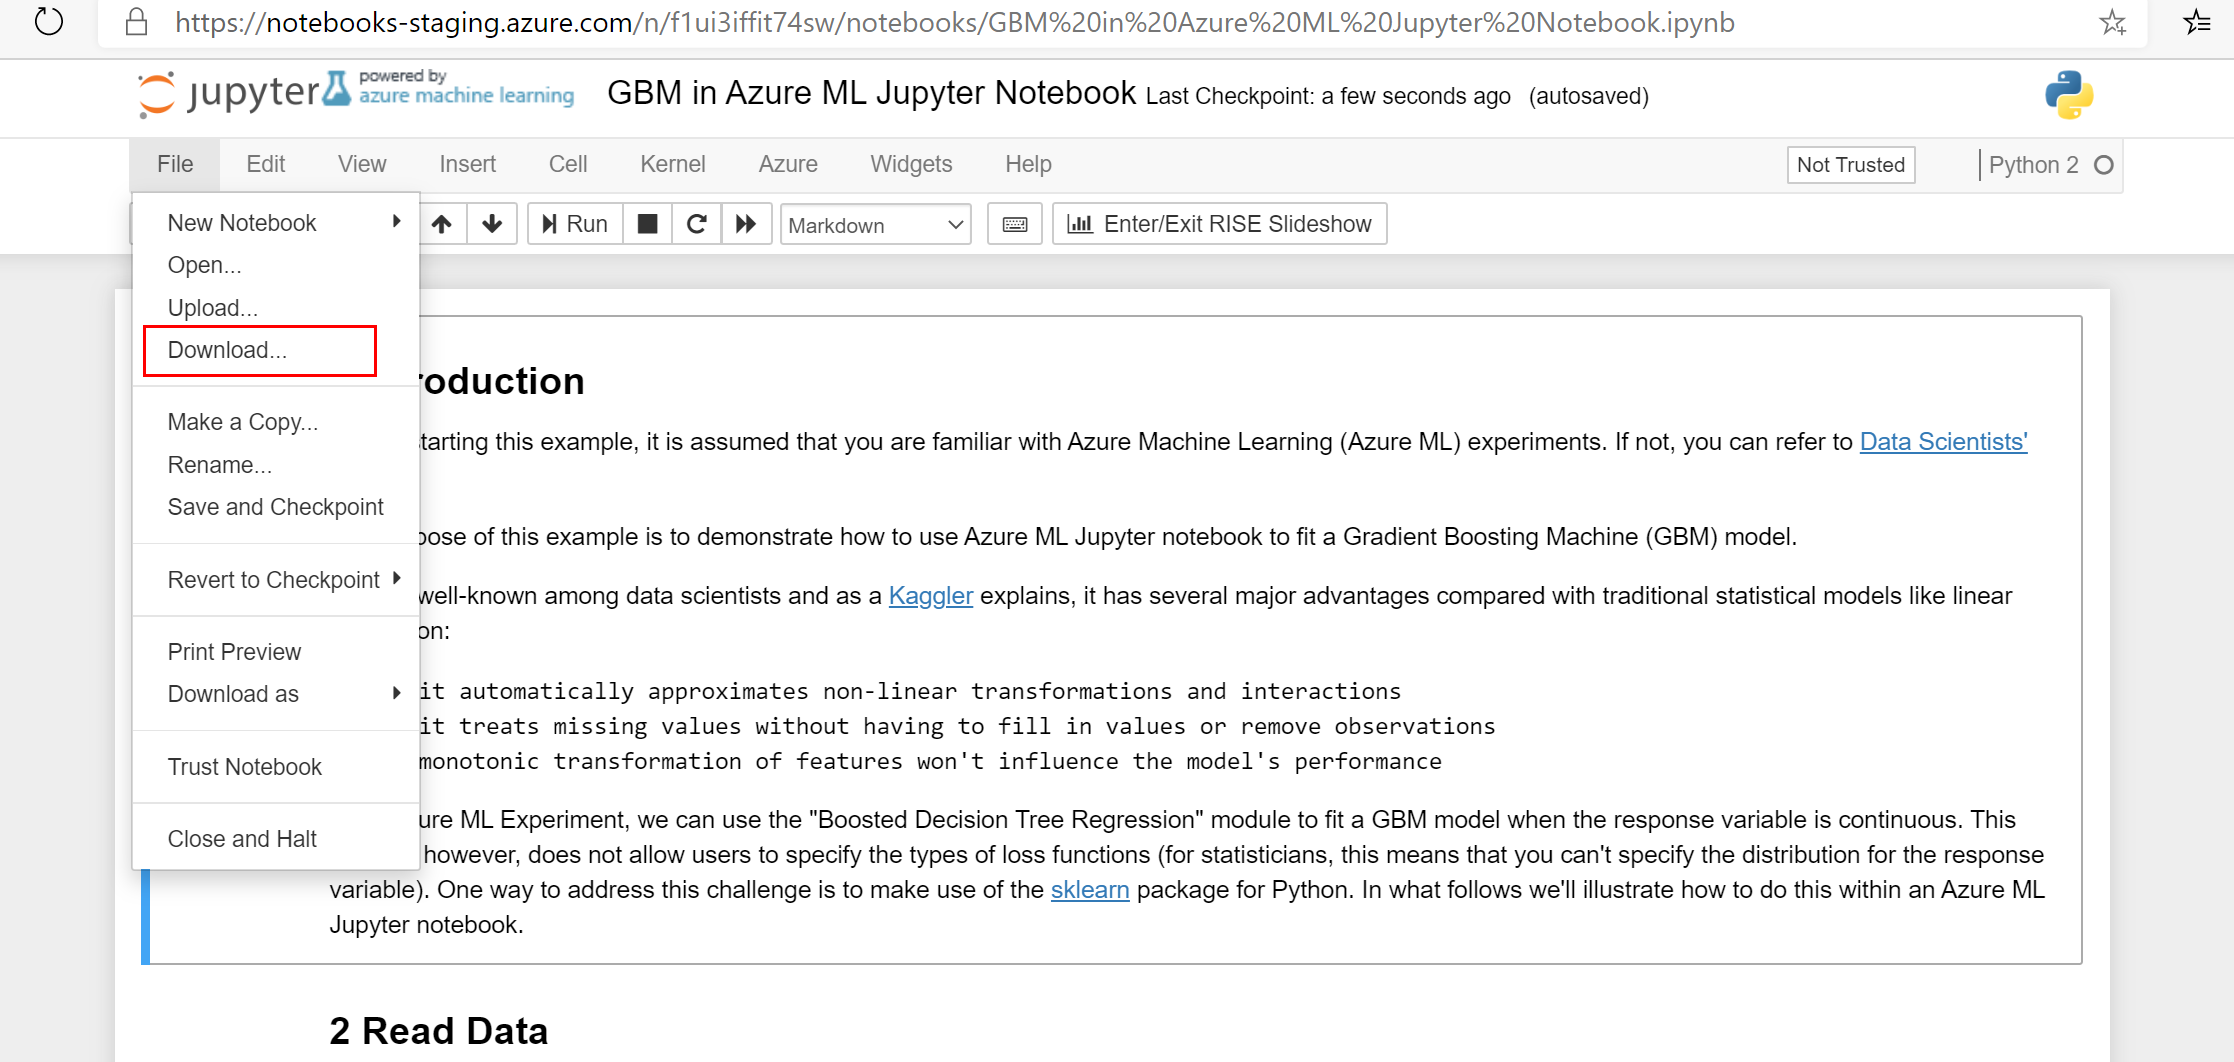 https://notebooks-staging.azure.com/n/f1ui3iffit74sw/notebooks/GBM%20in%20Azure%20ML%20Jupyter%20Notebook.ipynb
jupyter powered by azure machine learning GBM in Azure ML Jupyter Notebook Last Checkpoint: a few seconds ago (autosaved)
File Edit View Insert Cell Kernel Azure Widgets Help Not Trusted Python 2
Run Markdown Enter/Exit RISE Slideshow
New Notebook
Open...
Upload...
Download...
Make a Copy...
Rename...
Save and Checkpoint
Revert to Checkpoint
Print Preview
Download as
Trust Notebook
Close and Halt
roduction
tarting this example, it is assumed that you are familiar with Azure Machine Learning (Azure ML) experiments. If not, you can refer to Data Scientists'
pose of this example is to demonstrate how to use Azure ML Jupyter notebook to fit a Gradient Boosting Machine (GBM) model.
well-known among data scientists and as a Kaggler explains, it has several major advantages compared with traditional statistical models like linear
on:
it automatically approximates non-linear transformations and interactions
it treats missing values without having to fill in values or remove observations
monotonic transformation of features won't influence the model's performance
ure ML Experiment, we can use the "Boosted Decision Tree Regression" module to fit a GBM model when the response variable is continuous. This
however, does not allow users to specify the types of loss functions (for statisticians, this means that you can't specify the distribution for the response
variable). One way to address this challenge is to make use of the sklearn package for Python. In what follows we'll illustrate how to do this within an Azure ML
Jupyter notebook.
2 Read Data